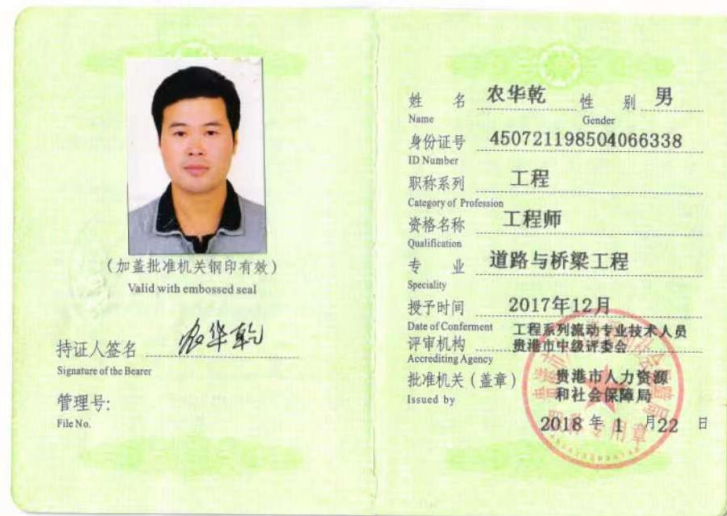 (加盖批准机关钢印有效)
Valid with embossed seal
持证人签名 农华乾
Signature of the Bearer
管理号:
File No.
姓 名 农华乾 性 别 男
Name Gender
身份证号 450721198504066338
ID Number
职称系列 工程
Category of Profession
资格名称 工程师
Qualification
专 业 道路与桥梁工程
Speciality
授予时间 2017年12月
Date of Conferment
评审机构 工程系列流动专业技术人员
贵港市中级评委会
Accrediting Agency
批准机关(盖章) 贵港市人力资源
和社会保障局
Issued by
2018 年 1 月22 日